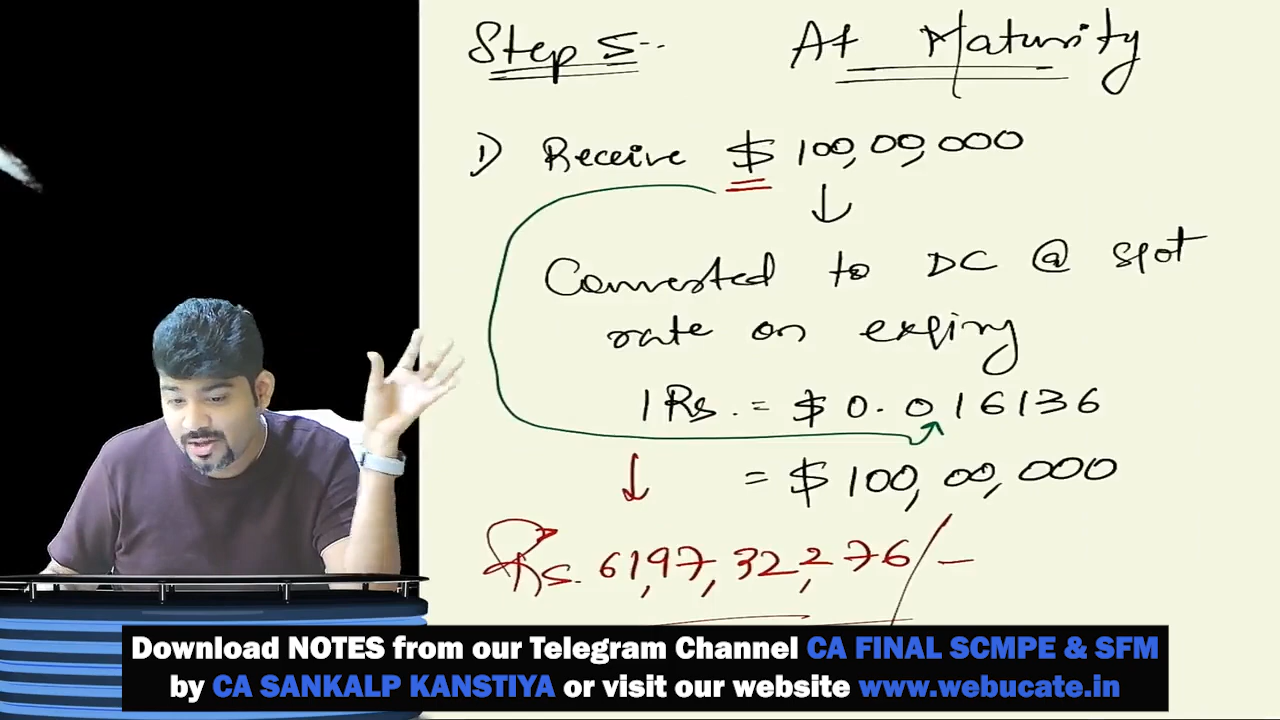 Step 5-- At Maturity
1) Receive $ 100,00,000
Converted to DC @ spot
rate on expiry
1 Rs. = $ 0.016136
= $ 100,00,000
Rs. 61,97,32,276/-
Download NOTES from our Telegram Channel CA FINAL SCMPE & SFM
by CA SANKALP KANSTIYA or visit our website www.webucate.in